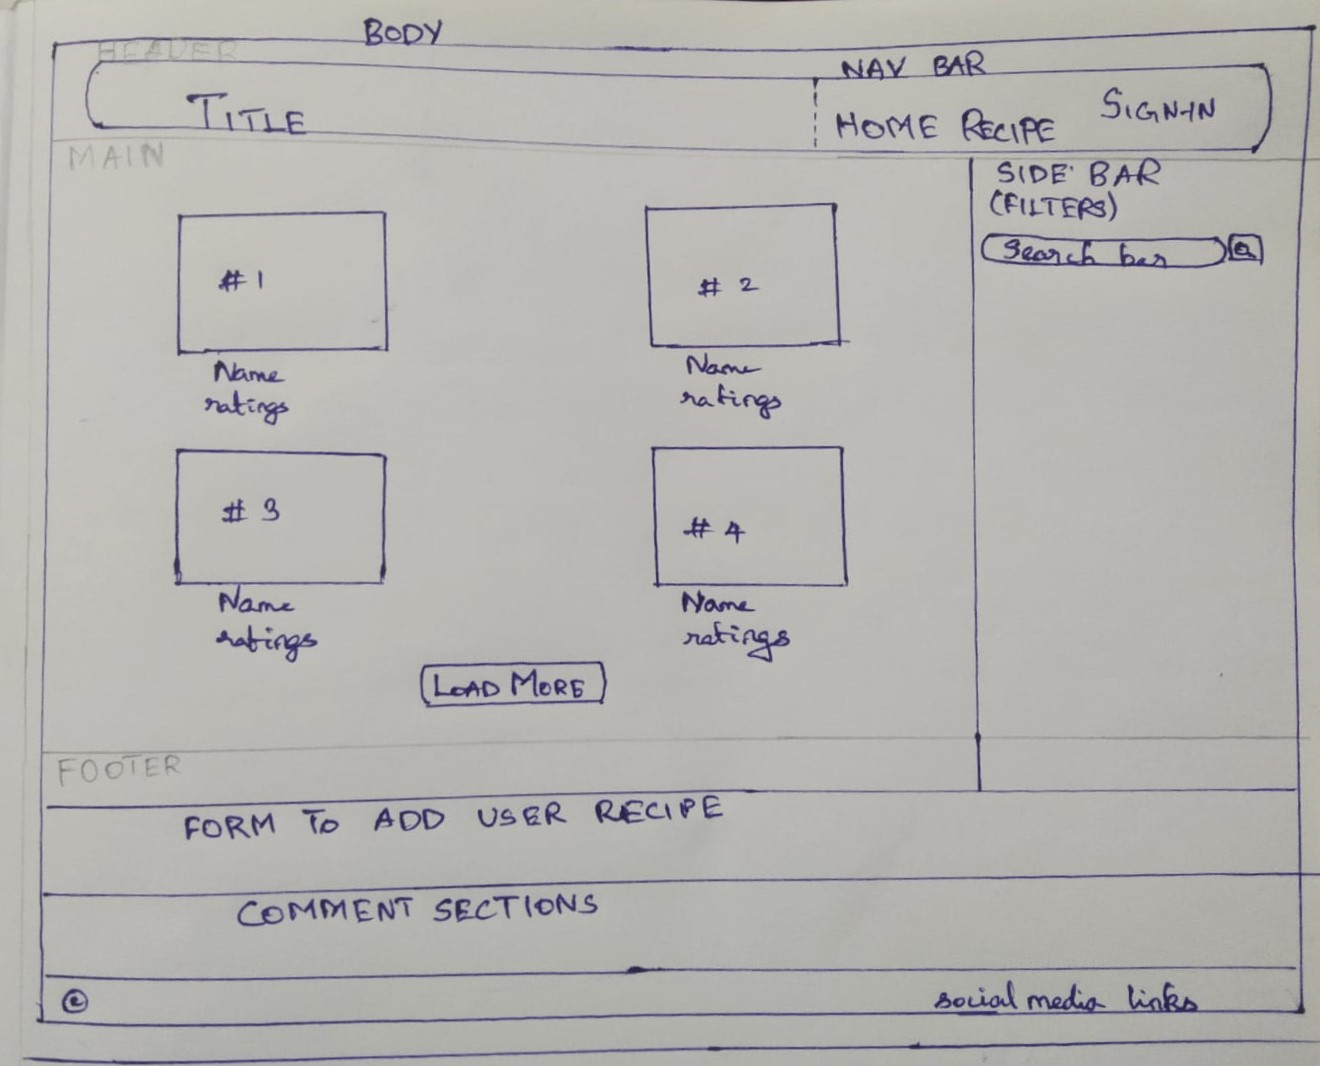 BODY
HEADER
NAV BAR
TITLE
HOME RECIPE SIGN-IN
MAIN
SIDE BAR
(FILTERS)
Search bar
#1
# 2
Name
ratings
Name
ratings
# 3
# 4
Name
ratings
Name
ratings
LOAD MORE
FOOTER
FORM TO ADD USER RECIPE
COMMENT SECTIONS
©
social media links